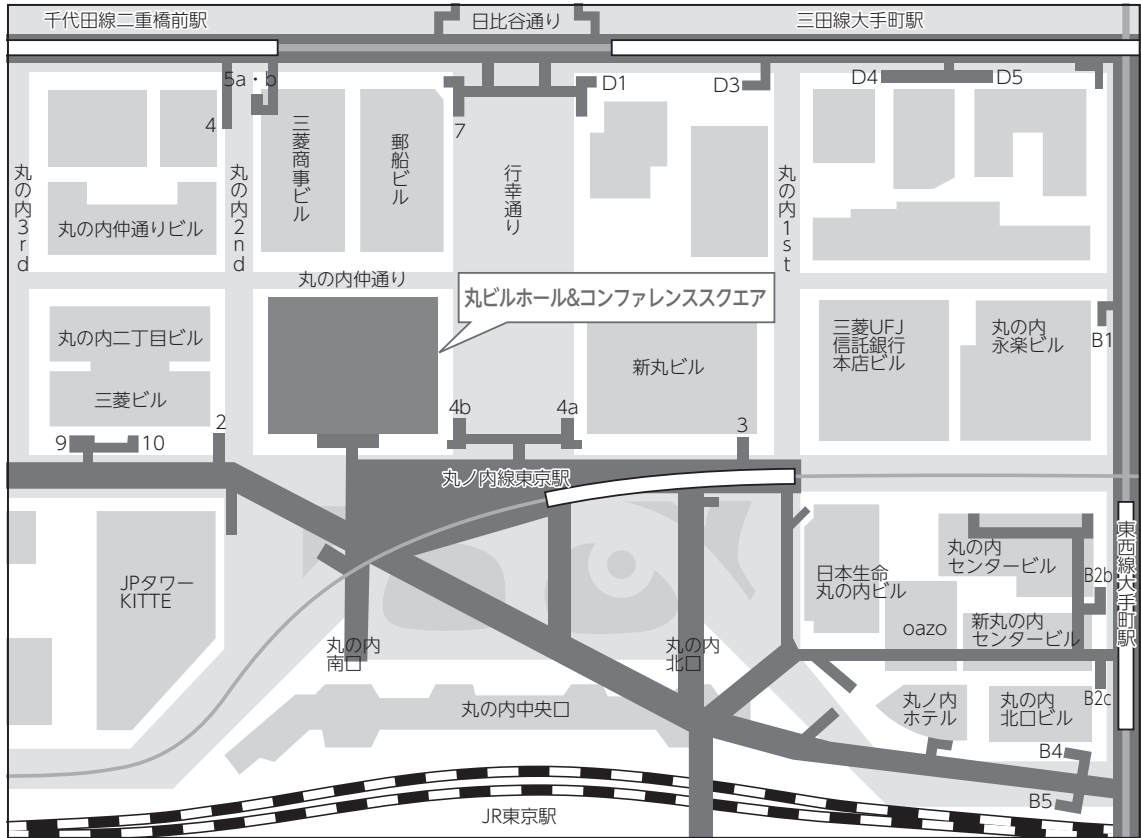 千代田線二重橋前駅
日比谷通り
三田線大手町駅
5a・b
4
7
D1
D3
D4
D5
丸の内3rd
丸の内2nd
三菱商事ビル
郵船ビル
行幸通り
丸の内1st
丸の内仲通りビル
丸の内仲通り
丸ビルホール&コンファレンススクエア
丸の内二丁目ビル
三菱ビル
新丸ビル
三菱UFJ
信託銀行
本店ビル
丸の内
永楽ビル
B1
9
10
2
4b
4a
3
丸ノ内線東京駅
JPタワー
KITTE
日本生命
丸の内ビル
丸の内
センタービル
oazo
新丸の内
センタービル
B2b
東西線大手町駅
丸の内
南口
丸の内
北口
丸の内中央口
丸ノ内
ホテル
丸の内
北口ビル
B2c
B4
B5
JR東京駅